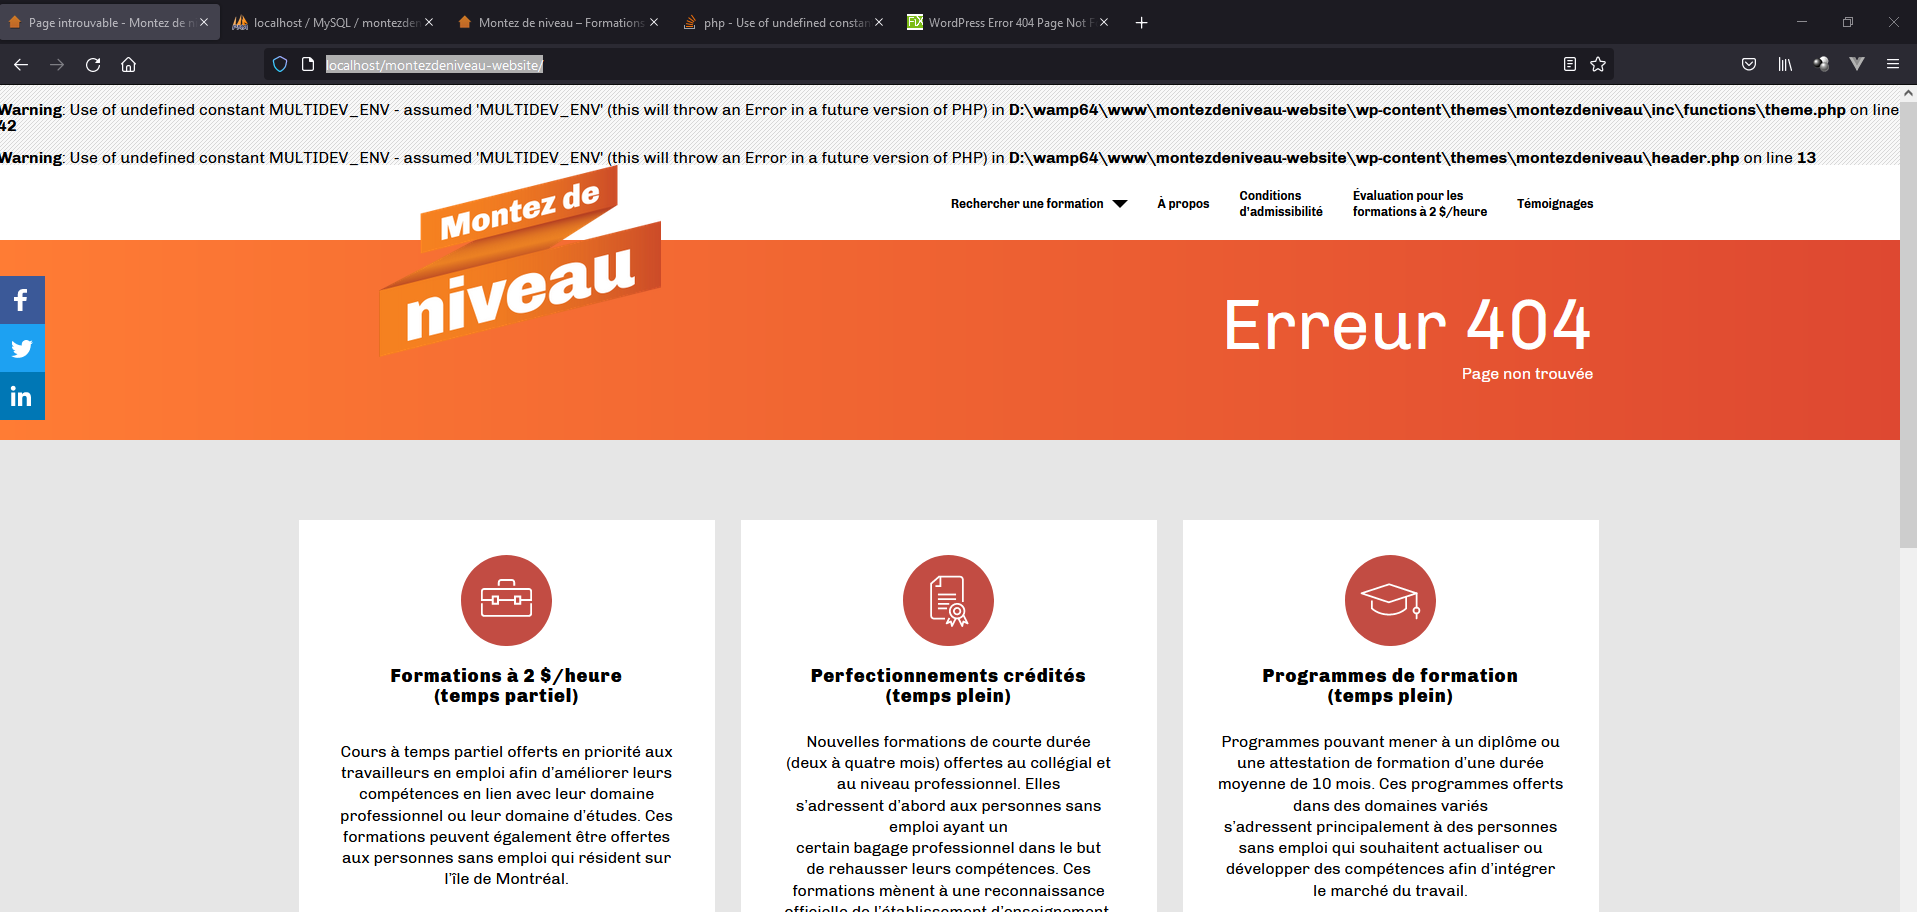 Page introuvable - Montez de n
localhost / MySQL / montezder
Montez de niveau – Formations
php - Use of undefined constan
WordPress Error 404 Page Not F
localhost/montezdeniveau-website/
Warning: Use of undefined constant MULTIDEV_ENV - assumed 'MULTIDEV_ENV' (this will throw an Error in a future version of PHP) in D:\wamp64\www\montezdeniveau-website\wp-content\themes\montezdeniveau\inc\functions\theme.php on line
42
Warning: Use of undefined constant MULTIDEV_ENV - assumed 'MULTIDEV_ENV' (this will throw an Error in a future version of PHP) in D:\wamp64\www\montezdeniveau-website\wp-content\themes\montezdeniveau\header.php on line 13
Montez de
niveau
Rechercher une formation
À propos
Conditions
d'admissibilité
Évaluation pour les
formations à 2 $/heure
Témoignages
Erreur 404
Page non trouvée
Formations à 2 $/heure
(temps partiel)
Cours à temps partiel offerts en priorité aux
travailleurs en emploi afin d'améliorer leurs
compétences en lien avec leur domaine
professionnel ou leur domaine d'études. Ces
formations peuvent également être offertes
aux personnes sans emploi qui résident sur
l'île de Montréal.
Perfectionnements crédités
(temps plein)
Nouvelles formations de courte durée
(deux à quatre mois) offertes au collégial et
au niveau professionnel. Elles
s'adressent d'abord aux personnes sans
emploi ayant un
certain bagage professionnel dans le but
de rehausser leurs compétences. Ces
formations mènent à une reconnaissance
officielle de l'établissement d'enseignement.
Programmes de formation
(temps plein)
Programmes pouvant mener à un diplôme ou
une attestation de formation d'une durée
moyenne de 10 mois. Ces programmes offerts
dans des domaines variés
s'adressent principalement à des personnes
sans emploi qui souhaitent actualiser ou
développer des compétences afin d'intégrer
le marché du travail.